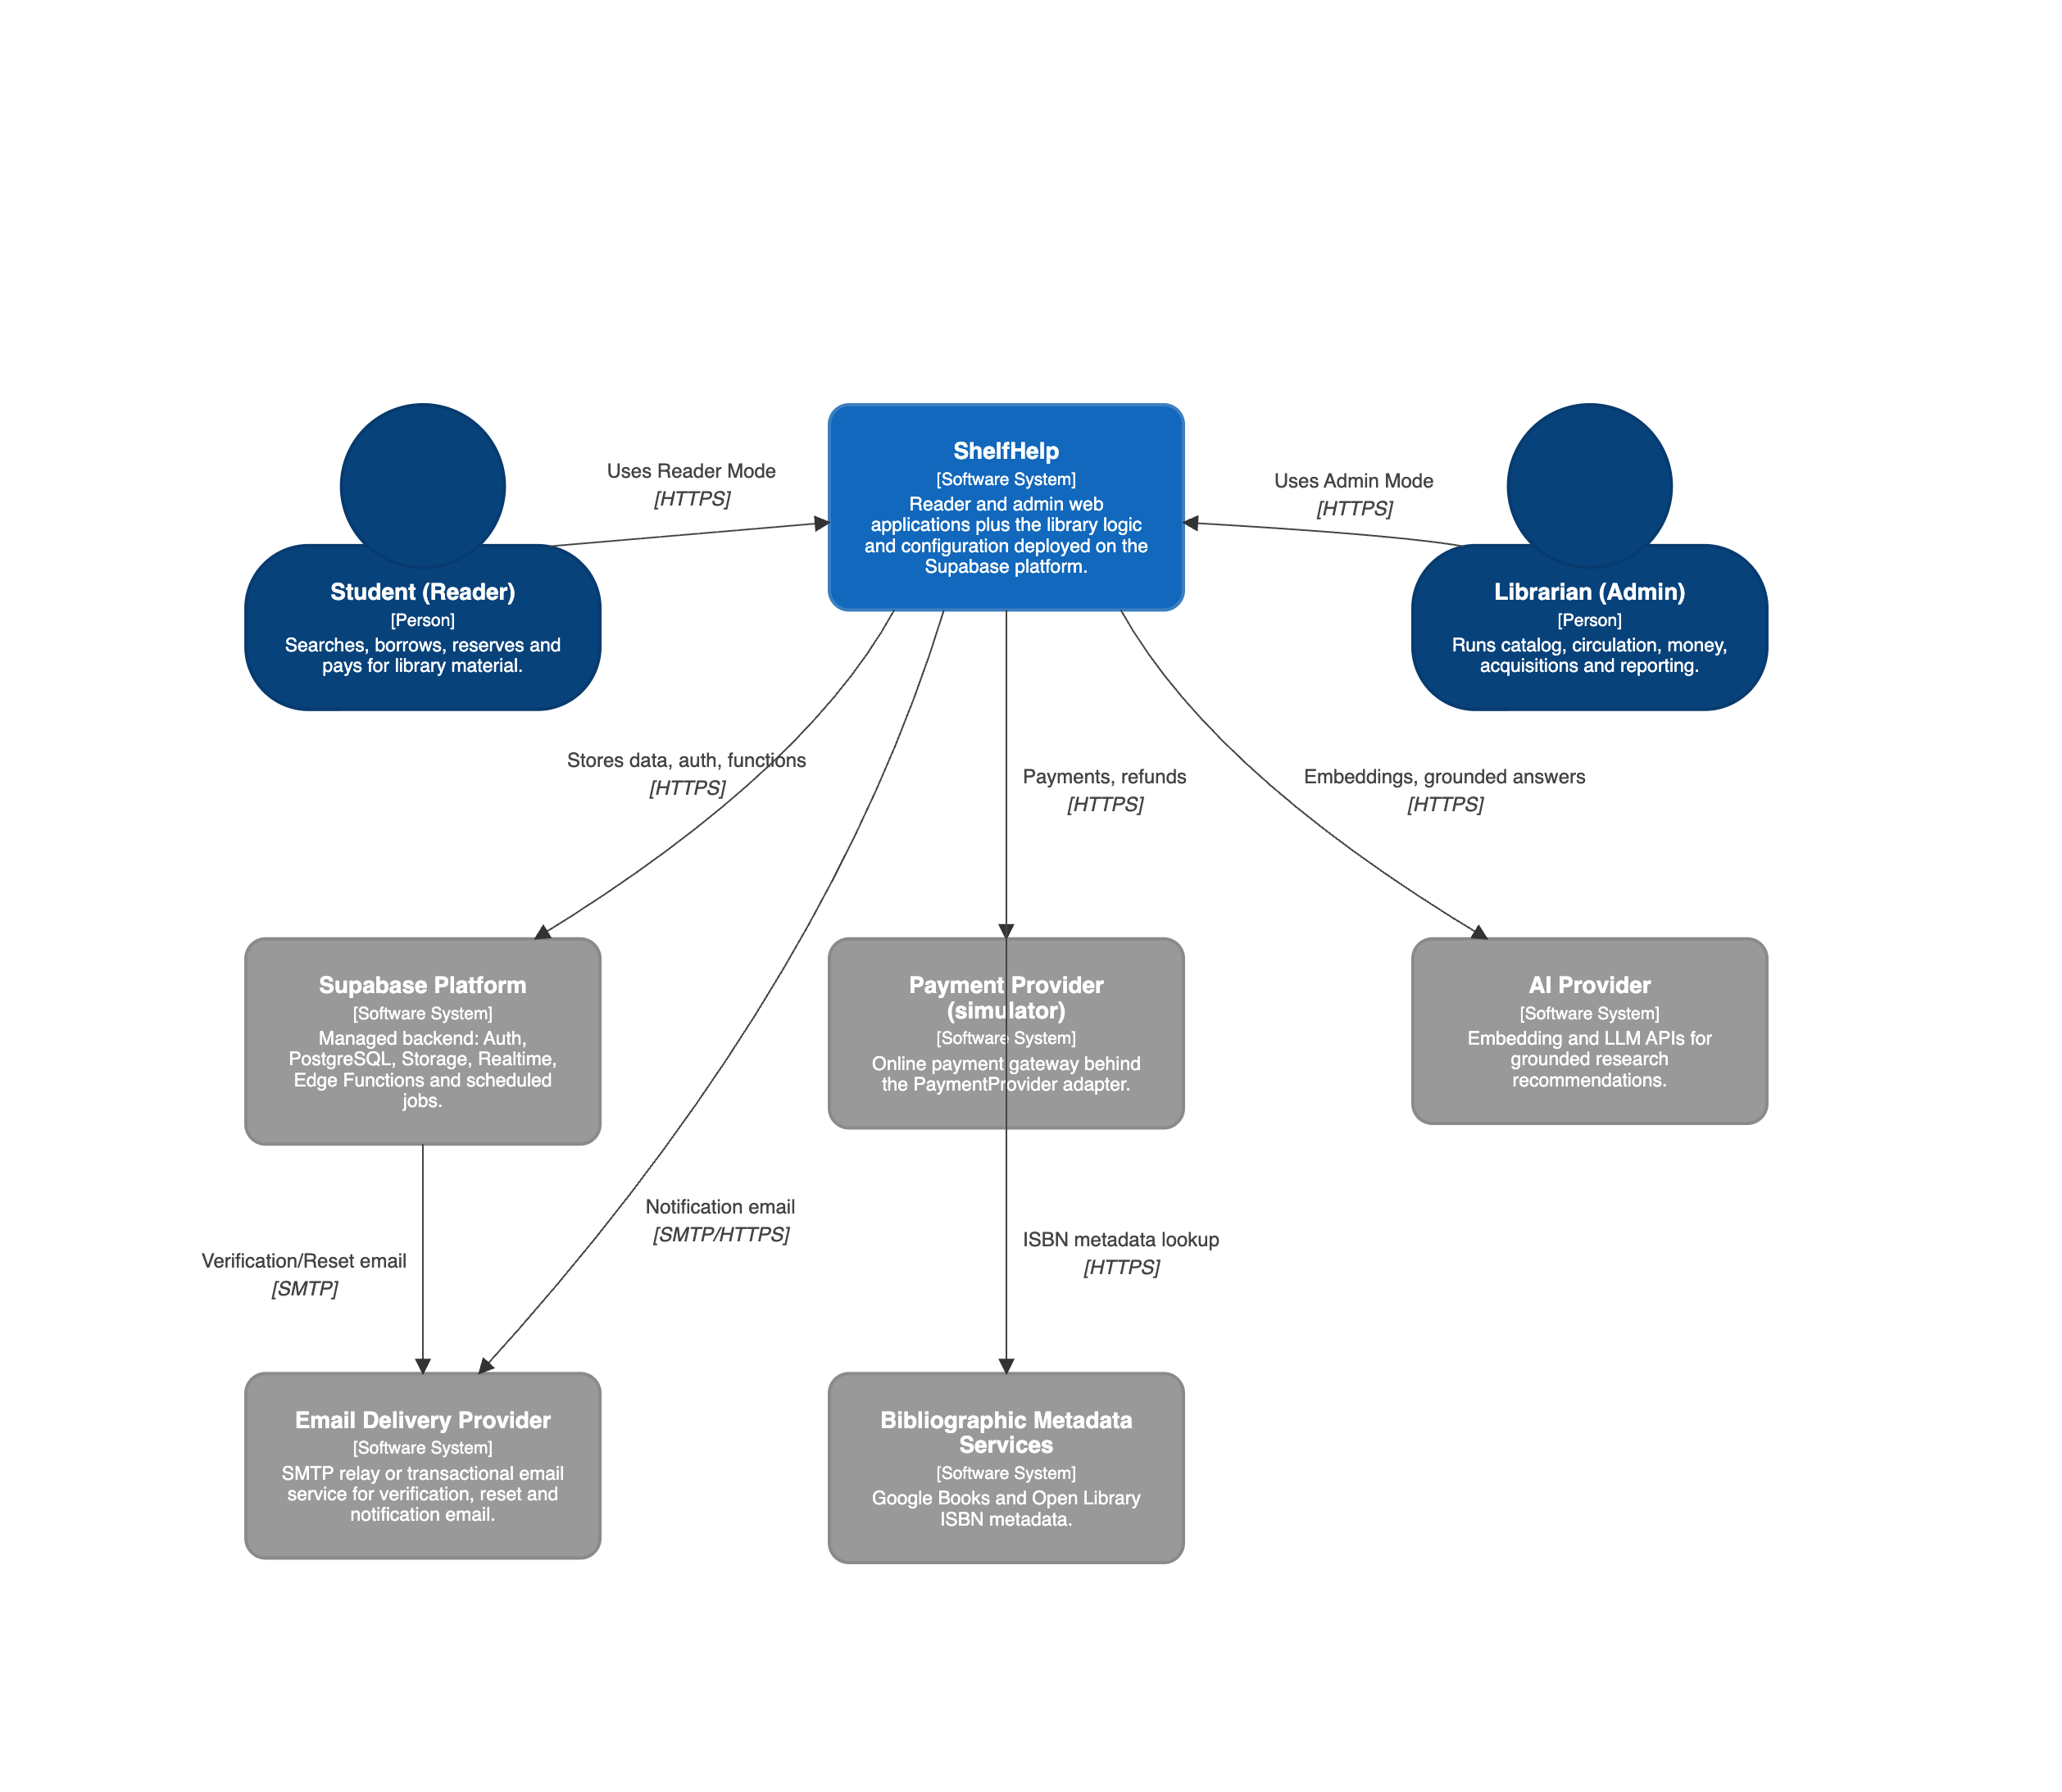 ShelfHelp
[Software System]
Reader and admin web
applications plus the library logic
and configuration deployed on the
Supabase platform.
Uses Reader Mode
[HTTPS]
Uses Admin Mode
[HTTPS]
Student (Reader)
[Person]
Searches, borrows, reserves and
pays for library material.
Librarian (Admin)
[Person]
Runs catalog, circulation, money,
acquisitions and reporting.
Stores data, auth, functions
[HTTPS]
Payments, refunds
[HTTPS]
Embeddings, grounded answers
[HTTPS]
Supabase Platform
[Software System]
Managed backend: Auth,
PostgreSQL, Storage, Realtime,
Edge Functions and scheduled
jobs.
Payment Provider
(simulator)
[Software System]
Online payment gateway behind
the PaymentProvider adapter.
AI Provider
[Software System]
Embedding and LLM APIs for
grounded research
recommendations.
Notification email
[SMTP/HTTPS]
Verification/Reset email
[SMTP]
ISBN metadata lookup
[HTTPS]
Email Delivery Provider
[Software System]
SMTP relay or transactional email
service for verification, reset and
notification email.
Bibliographic Metadata
Services
[Software System]
Google Books and Open Library
ISBN metadata.